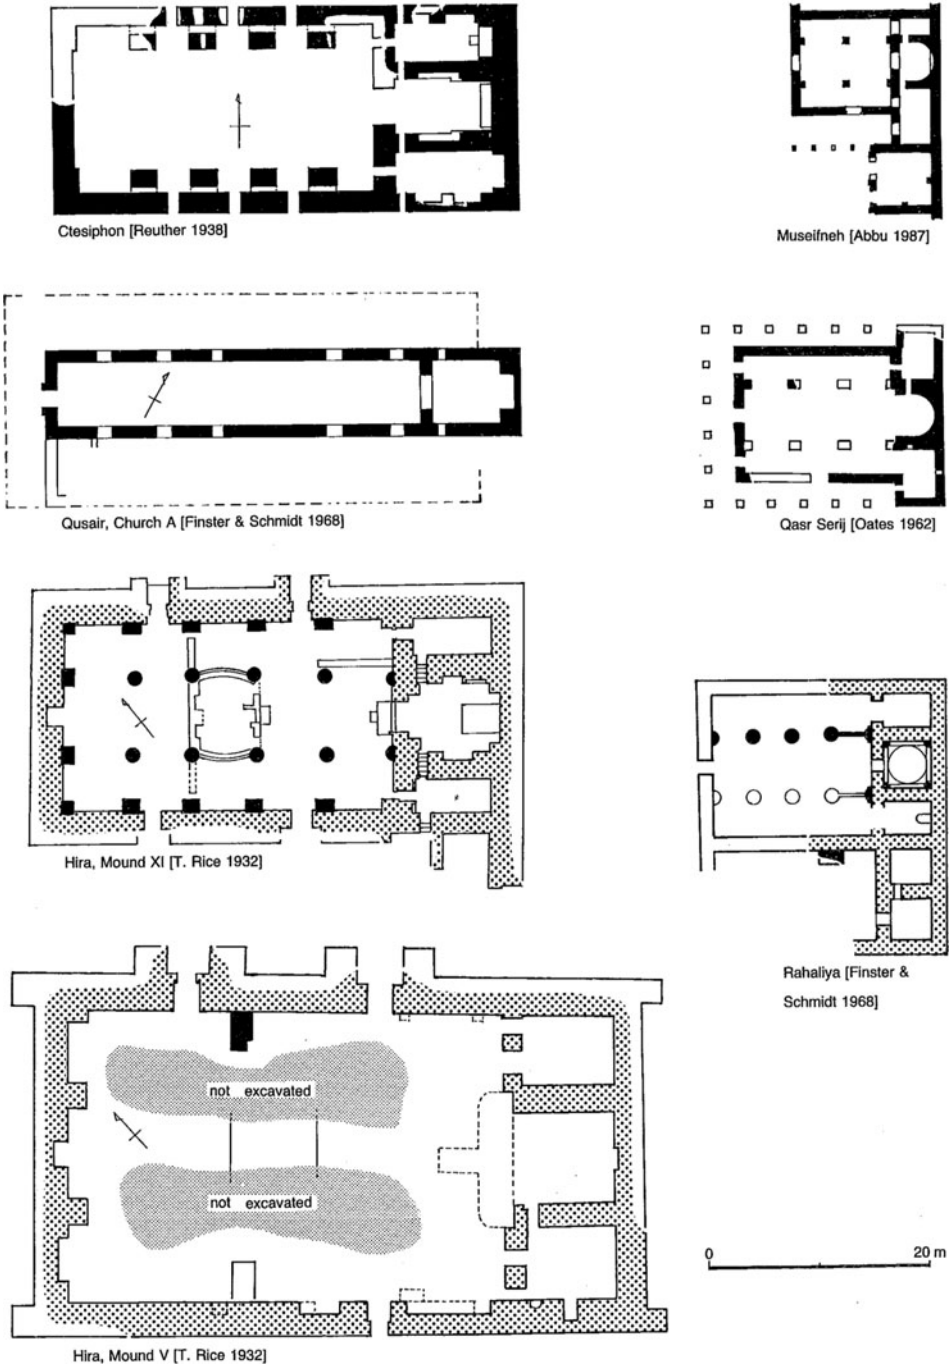 Ctesiphon [Reuther 1938]
Museifneh [Abbu 1987]
Qusair, Church A [Finster & Schmidt 1968]
Qasr Serij [Oates 1962]
Hira, Mound XI [T. Rice 1932]
Rahaliya [Finster &
Schmidt 1968]
not excavated
not excavated
0 20 m
Hira, Mound V [T. Rice 1932]